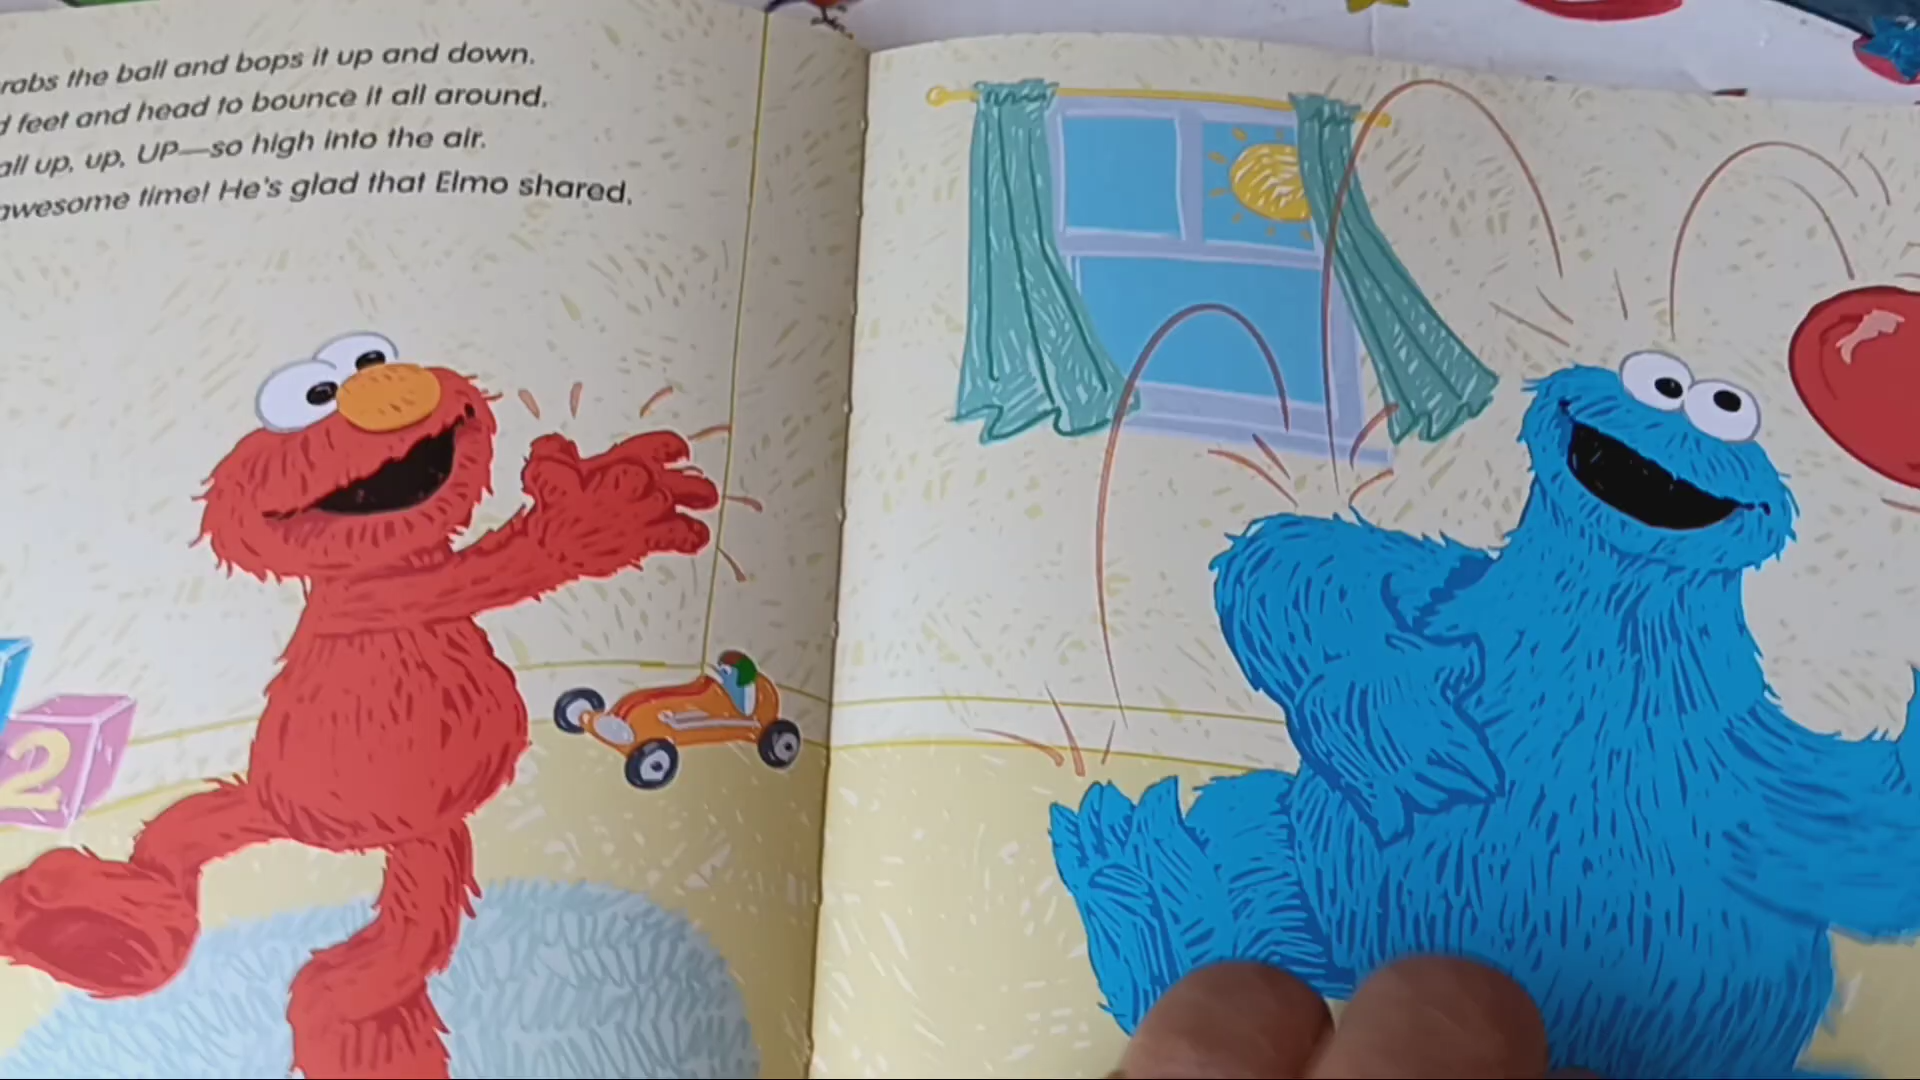 rabs the ball and bops it up and down,
feet and head to bounce it all around,
all up, up, UP—so high into the air.
awesome time! He's glad that Elmo shared,
2